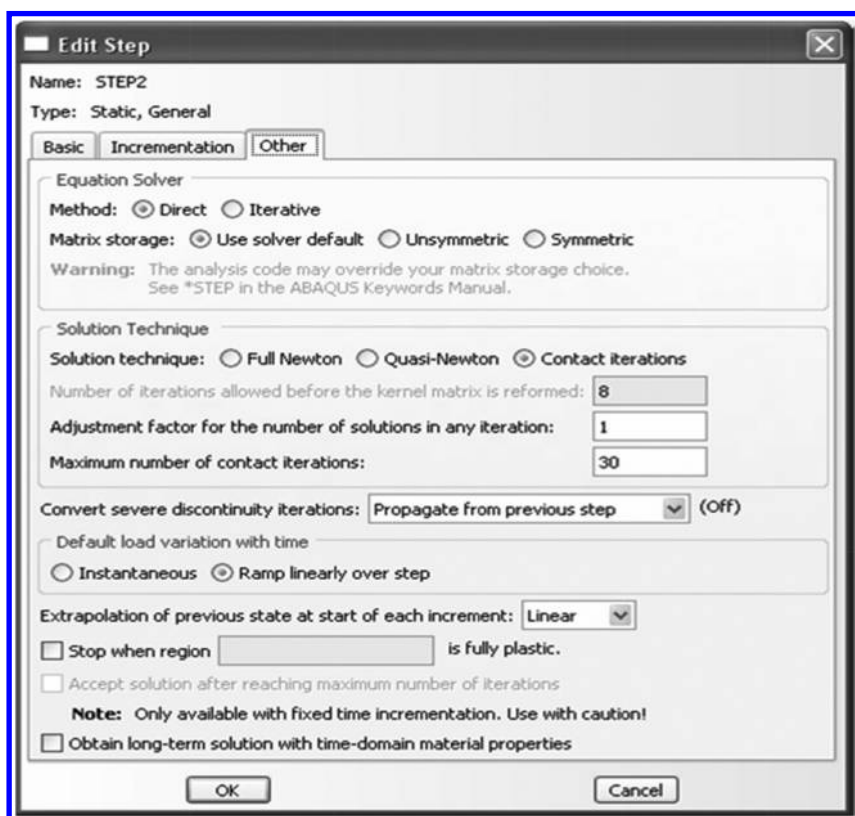 Edit Step
Name: STEP2
Type: Static, General
Basic Incrementation Other
Equation Solver
Method: Direct Iterative
Matrix storage: Use solver default Unsymmetric Symmetric
Warning: The analysis code may override your matrix storage choice.
See *STEP in the ABAQUS Keywords Manual.
Solution Technique
Solution technique: Full Newton Quasi-Newton Contact iterations
Number of iterations allowed before the kernel matrix is reformed: 8
Adjustment factor for the number of solutions in any iteration: 1
Maximum number of contact iterations: 30
Convert severe discontinuity iterations: Propagate from previous step (Off)
Default load variation with time
Instantaneous Ramp linearly over step
Extrapolation of previous state at start of each increment: Linear
Stop when region is fully plastic.
Accept solution after reaching maximum number of iterations
Note: Only available with fixed time incrementation. Use with caution!
Obtain long-term solution with time-domain material properties
OK Cancel